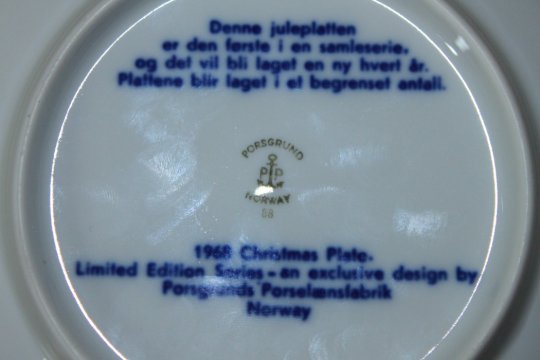 Denne juleplatten
er den første i en samleserie,
og det vil bli laget en ny hvert år.
Plattene blir laget i et begrenset antall.
PORSGRUND
P P
NORWAY
68
1968 Christmas Plate.
Limited Edition Series - an exclusive design by
Porsgrunds Porselænsfabrik
Norway